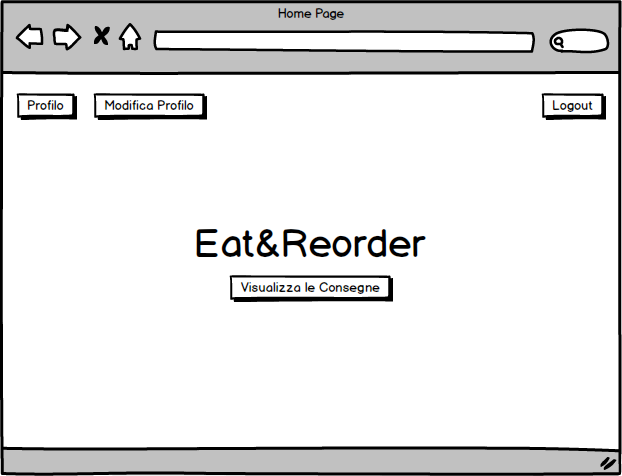 Home Page
Profilo
Modifica Profilo
Logout
Eat&Reorder
Visualizza le Consegne